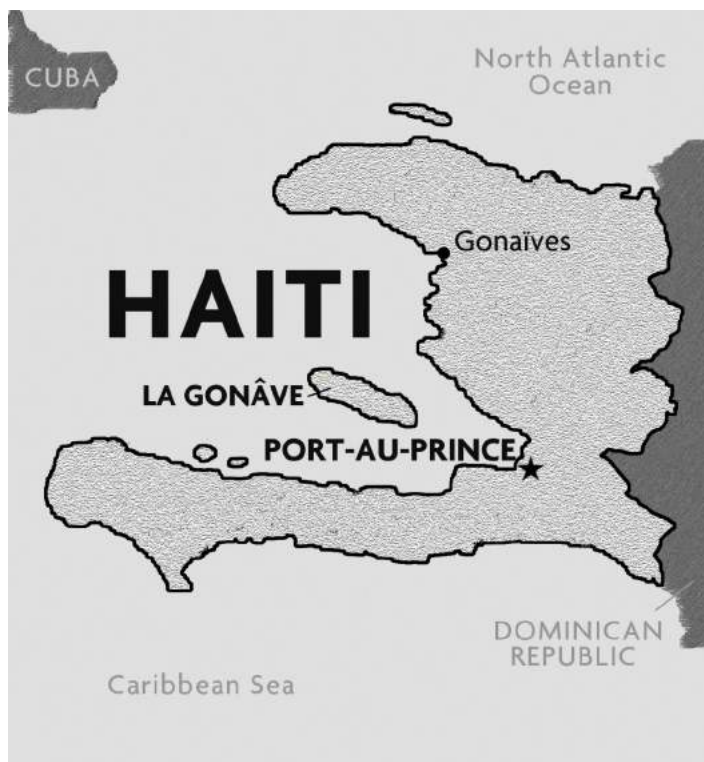 CUBA
North Atlantic
Ocean
Gonaïves
HAITI
LA GONÂVE
PORT-AU-PRINCE
DOMINICAN
REPUBLIC
Caribbean Sea